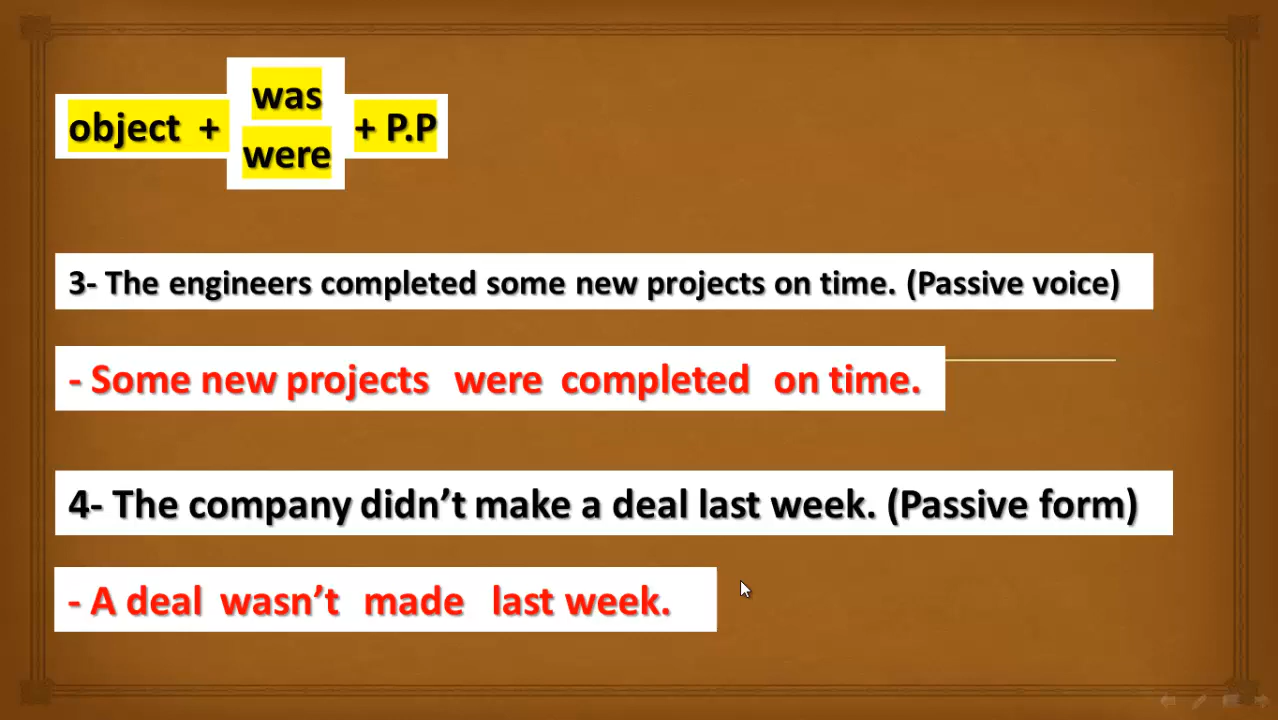 was
object + + P.P
were
3- The engineers completed some new projects on time. (Passive voice)
- Some new projects were completed on time.
4- The company didn’t make a deal last week. (Passive form)
- A deal wasn’t made last week.